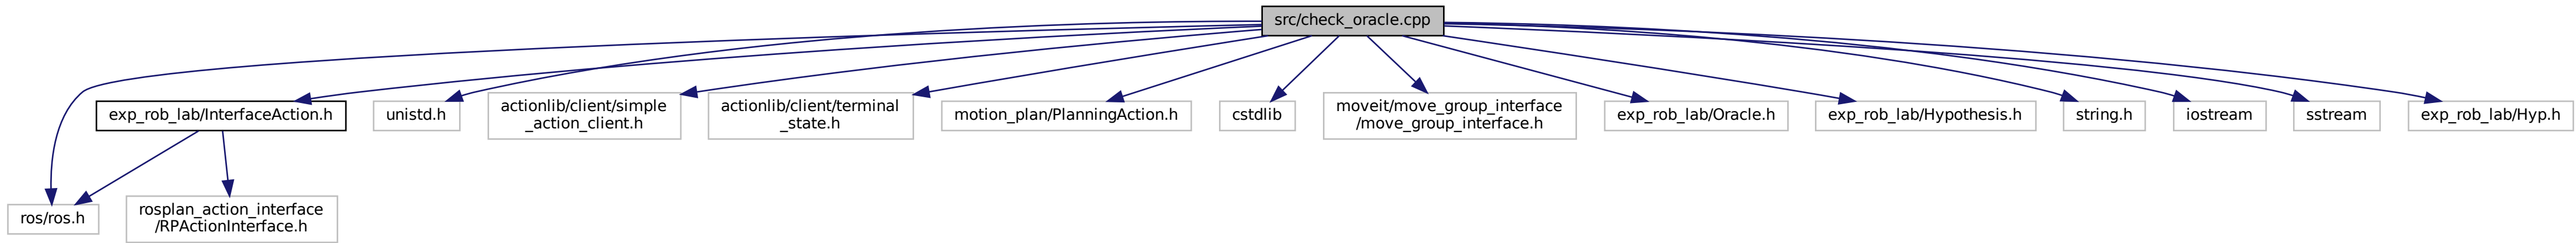 src/check_oracle.cpp
exp_rob_lab/InterfaceAction.h
unistd.h
actionlib/client/simple
_action_client.h
actionlib/client/terminal
_state.h
motion_plan/PlanningAction.h
cstdlib
moveit/move_group_interface
/move_group_interface.h
exp_rob_lab/Oracle.h
exp_rob_lab/Hypothesis.h
string.h
iostream
sstream
exp_rob_lab/Hyp.h
ros/ros.h
rosplan_action_interface
/RPActionInterface.h